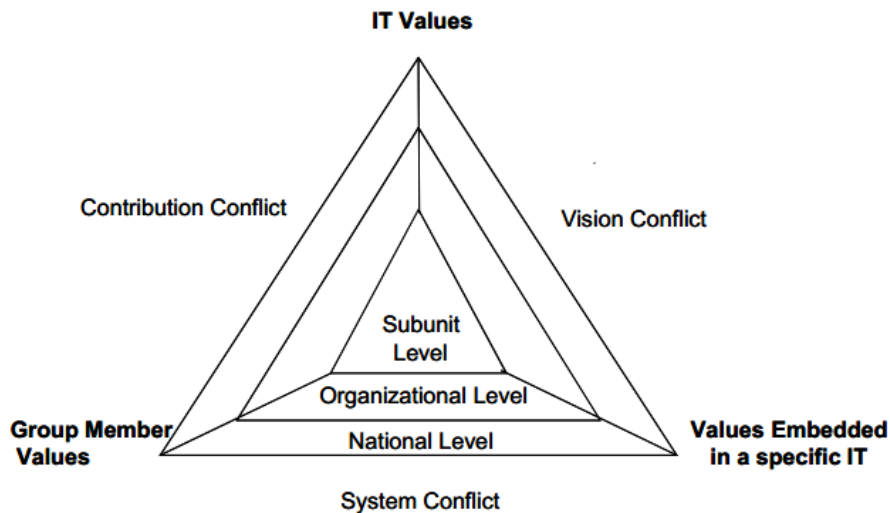 IT Values
Contribution Conflict
Vision Conflict
Subunit
Level
Organizational Level
Group Member
Values
National Level
Values Embedded
in a specific IT
System Conflict